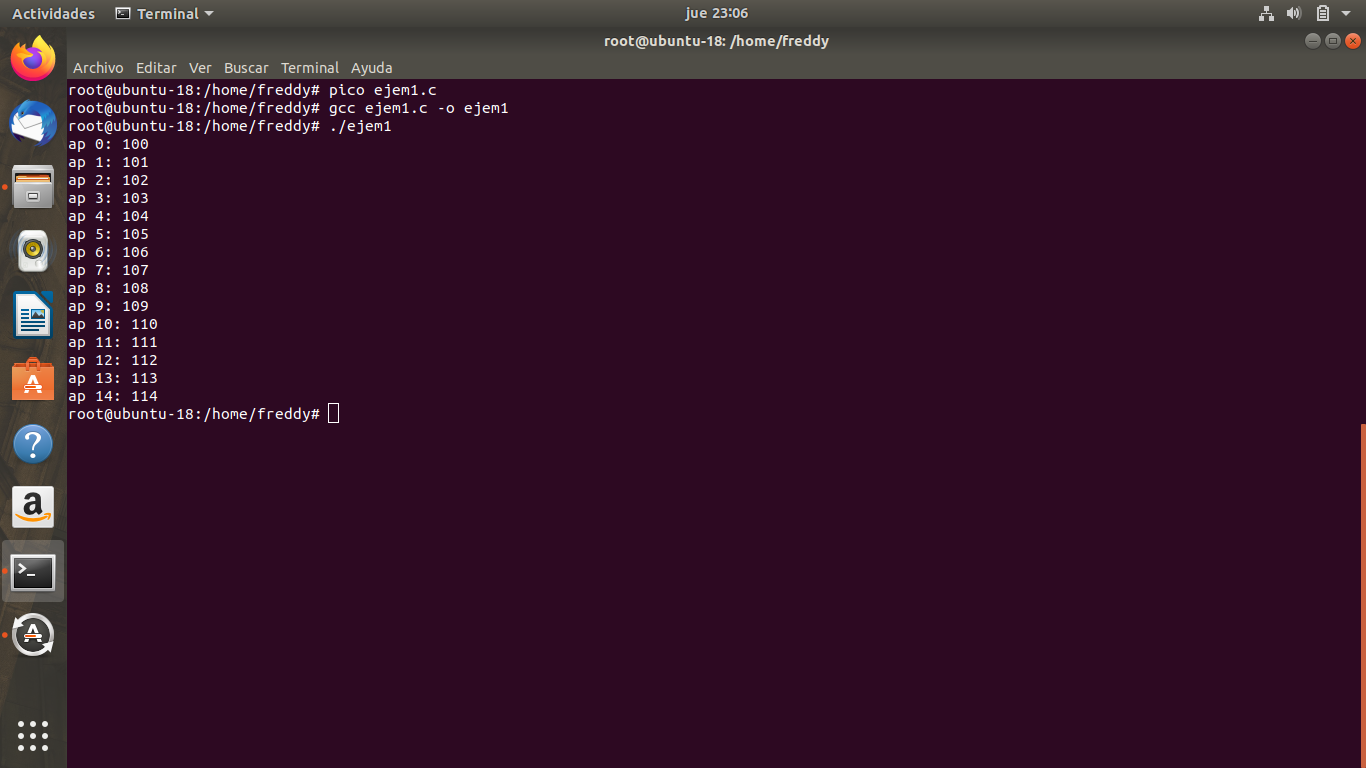 Actividades Terminal jue 23:06
root@ubuntu-18: /home/freddy
Archivo Editar Ver Buscar Terminal Ayuda
root@ubuntu-18:/home/freddy# pico ejem1.c
root@ubuntu-18:/home/freddy# gcc ejem1.c -o ejem1
root@ubuntu-18:/home/freddy# ./ejem1
ap 0: 100
ap 1: 101
ap 2: 102
ap 3: 103
ap 4: 104
ap 5: 105
ap 6: 106
ap 7: 107
ap 8: 108
ap 9: 109
ap 10: 110
ap 11: 111
ap 12: 112
ap 13: 113
ap 14: 114
root@ubuntu-18:/home/freddy#